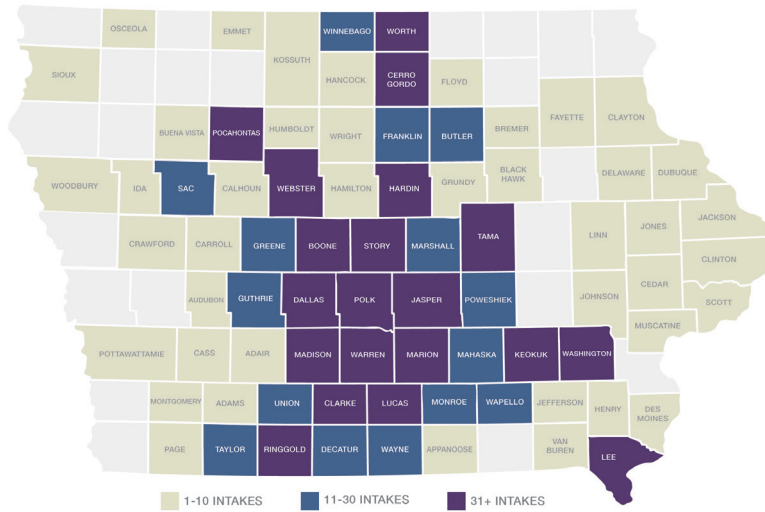 OSCEOLA
EMMET
WINNEBAGO
WORTH
KOSSUTH
SIOUX
HANCOCK
CERRO
GORDO
FLOYD
BUENA VISTA
POCAHONTAS
HUMBOLDT
WRIGHT
FRANKLIN
BUTLER
BREMER
FAYETTE
CLAYTON
WOODBURY
IDA
SAC
CALHOUN
WEBSTER
HAMILTON
HARDIN
GRUNDY
BLACK
HAWK
DELAWARE
DUBUQUE
CRAWFORD
CARROLL
GREENE
BOONE
STORY
MARSHALL
TAMA
LINN
JONES
JACKSON
CLINTON
AUDUBON
GUTHRIE
DALLAS
POLK
JASPER
POWESHIEK
JOHNSON
CEDAR
SCOTT
MUSCATINE
POTTAWATTAMIE
CASS
ADAIR
MADISON
WARREN
MARION
MAHASKA
KEOKUK
WASHINGTON
MONTGOMERY
ADAMS
UNION
CLARKE
LUCAS
MONROE
WAPELLO
JEFFERSON
HENRY
DES
MOINES
PAGE
TAYLOR
RINGGOLD
DECATUR
WAYNE
APPANOOSE
VAN
BUREN
LEE
1-10 INTAKES
11-30 INTAKES
31+ INTAKES